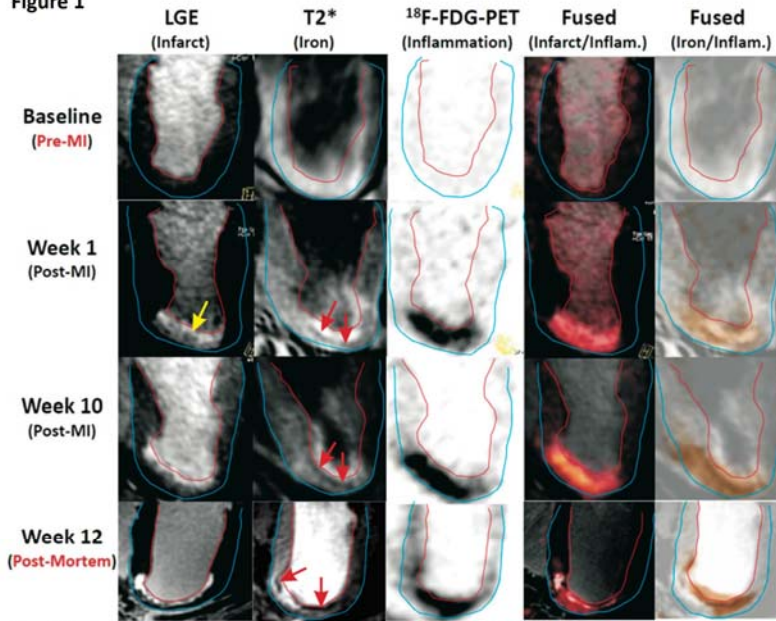 Figure 1
LGE
(Infarct)
T2*
(Iron)
¹⁸F-FDG-PET
(Inflammation)
Fused
(Infarct/Inflam.)
Fused
(Iron/Inflam.)
Baseline
(Pre-MI)
Week 1
(Post-MI)
Week 10
(Post-MI)
Week 12
(Post-Mortem)